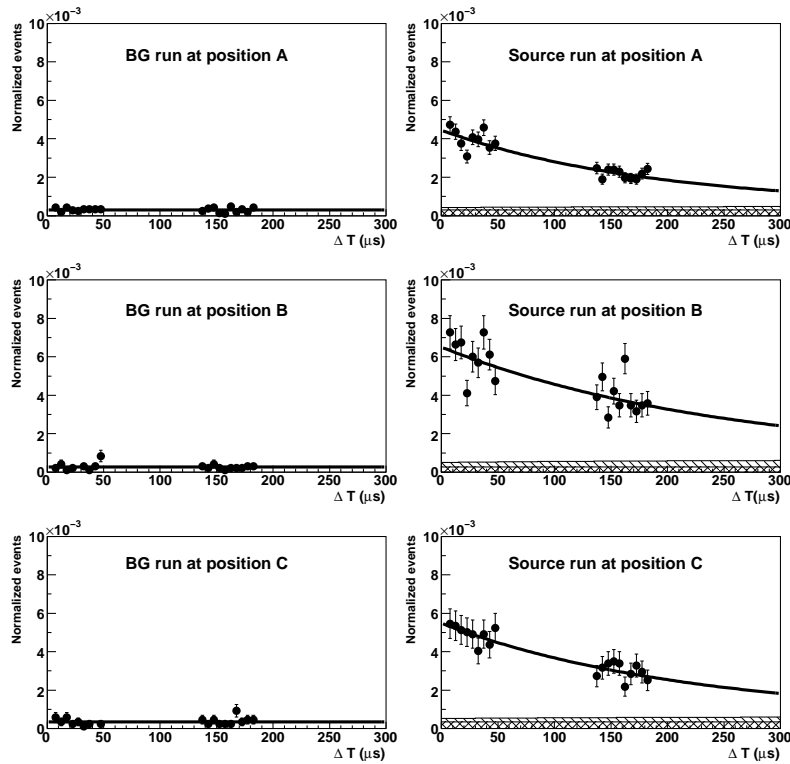 ×10⁻³
10
BG run at position A
8
6
4
2
0
0 50 100 150 200 250 300
Normalized events
Δ T (μs)
×10⁻³
10
Source run at position A
8
6
4
2
0
0 50 100 150 200 250 300
Normalized events
Δ T (μs)
×10⁻³
10
BG run at position B
8
6
4
2
0
0 50 100 150 200 250 300
Normalized events
Δ T (μs)
×10⁻³
10
Source run at position B
8
6
4
2
0
0 50 100 150 200 250 300
Normalized events
Δ T(μs)
×10⁻³
10
BG run at position C
8
6
4
2
0
0 50 100 150 200 250 300
Normalized events
Δ T (μs)
×10⁻³
10
Source run at position C
8
6
4
2
0
0 50 100 150 200 250 300
Normalized events
Δ T (μs)